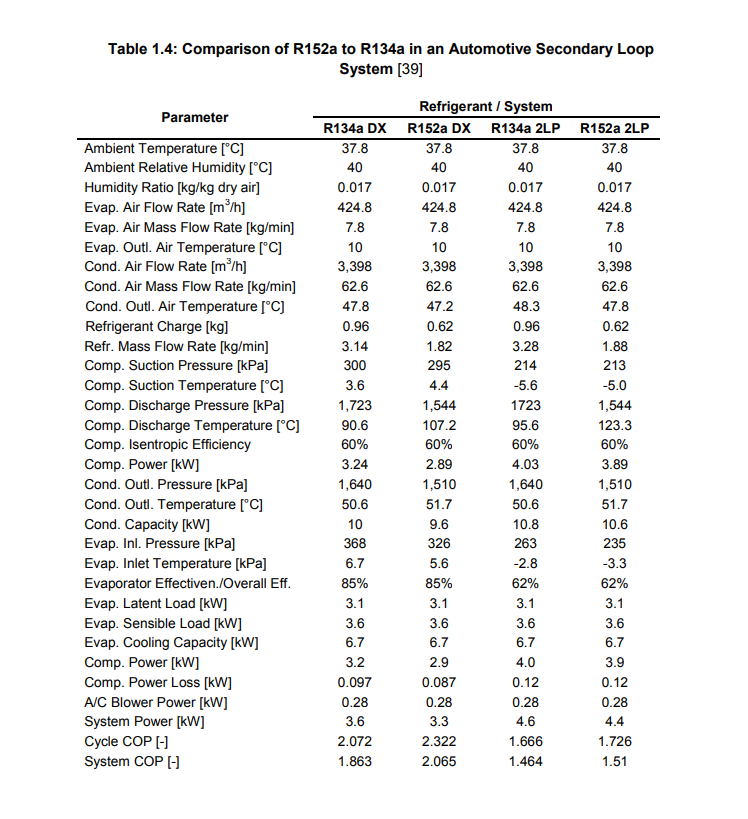 Table 1.4: Comparison of R152a to R134a in an Automotive Secondary Loop
System [39]
Parameter
Refrigerant / System
R134a DX R152a DX R134a 2LP R152a 2LP
Ambient Temperature [°C] 37.8 37.8 37.8 37.8
Ambient Relative Humidity [°C] 40 40 40 40
Humidity Ratio [kg/kg dry air] 0.017 0.017 0.017 0.017
Evap. Air Flow Rate [m³/h] 424.8 424.8 424.8 424.8
Evap. Air Mass Flow Rate [kg/min] 7.8 7.8 7.8 7.8
Evap. Outl. Air Temperature [°C] 10 10 10 10
Cond. Air Flow Rate [m³/h] 3,398 3,398 3,398 3,398
Cond. Air Mass Flow Rate [kg/min] 62.6 62.6 62.6 62.6
Cond. Outl. Air Temperature [°C] 47.8 47.2 48.3 47.8
Refrigerant Charge [kg] 0.96 0.62 0.96 0.62
Refr. Mass Flow Rate [kg/min] 3.14 1.82 3.28 1.88
Comp. Suction Pressure [kPa] 300 295 214 213
Comp. Suction Temperature [°C] 3.6 4.4 -5.6 -5.0
Comp. Discharge Pressure [kPa] 1,723 1,544 1723 1,544
Comp. Discharge Temperature [°C] 90.6 107.2 95.6 123.3
Comp. Isentropic Efficiency 60% 60% 60% 60%
Comp. Power [kW] 3.24 2.89 4.03 3.89
Cond. Outl. Pressure [kPa] 1,640 1,510 1,640 1,510
Cond. Outl. Temperature [°C] 50.6 51.7 50.6 51.7
Cond. Capacity [kW] 10 9.6 10.8 10.6
Evap. Inl. Pressure [kPa] 368 326 263 235
Evap. Inlet Temperature [kPa] 6.7 5.6 -2.8 -3.3
Evaporator Effectiven./Overall Eff. 85% 85% 62% 62%
Evap. Latent Load [kW] 3.1 3.1 3.1 3.1
Evap. Sensible Load [kW] 3.6 3.6 3.6 3.6
Evap. Cooling Capacity [kW] 6.7 6.7 6.7 6.7
Comp. Power [kW] 3.2 2.9 4.0 3.9
Comp. Power Loss [kW] 0.097 0.087 0.12 0.12
A/C Blower Power [kW] 0.28 0.28 0.28 0.28
System Power [kW] 3.6 3.3 4.6 4.4
Cycle COP [-] 2.072 2.322 1.666 1.726
System COP [-] 1.863 2.065 1.464 1.51